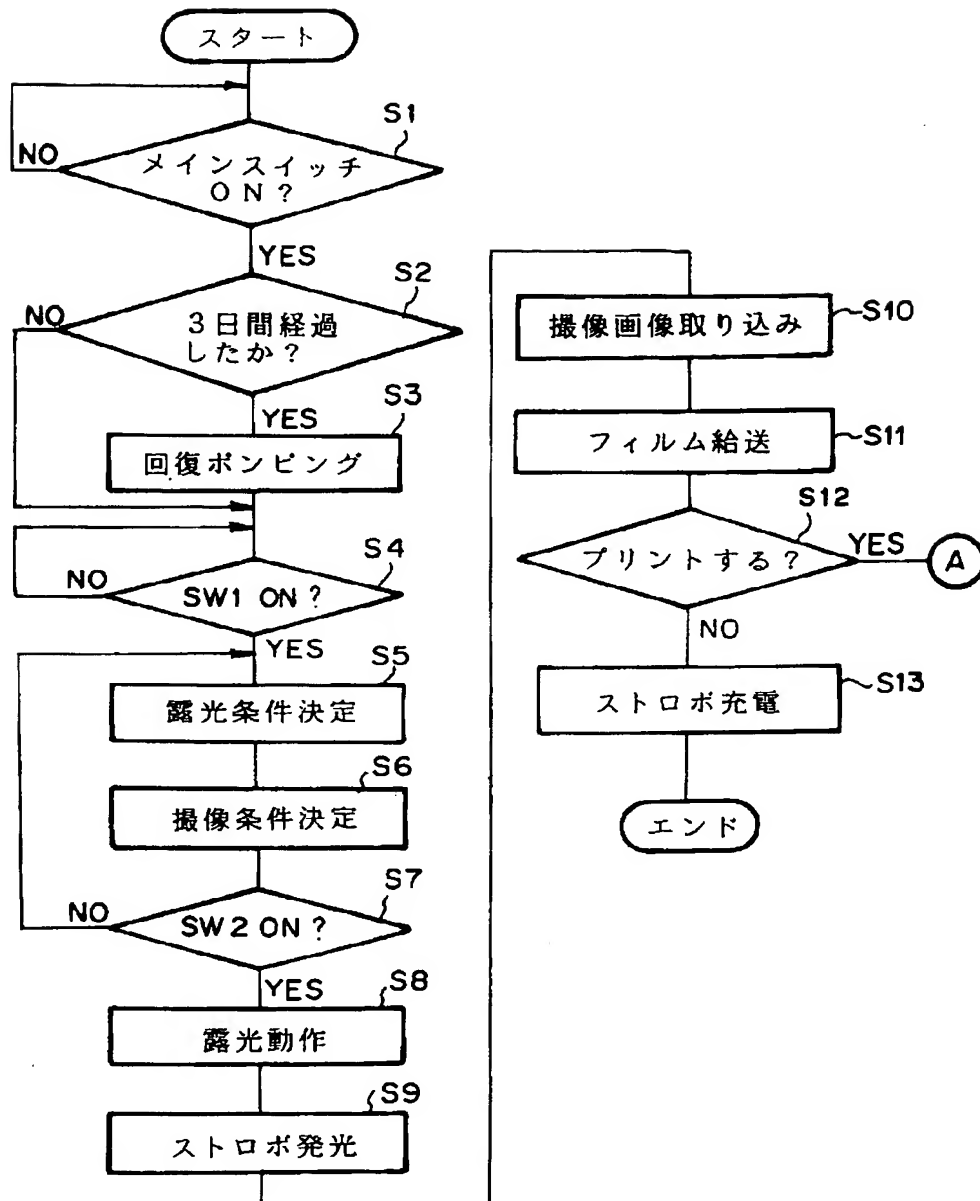 スタート
S1
NO
メインスイッチ
ON?
YES
S2
NO
3日間経過
したか?
S3
YES
回復ポンピング
S4
NO
SW1 ON?
YES
S5
露光条件決定
S6
撮像条件決定
S7
NO
SW2 ON?
YES
S8
露光動作
S9
ストロボ発光
撮像画像取り込み
S10
フィルム給送
S11
S12
プリントする?
YES
A
NO
ストロボ充電
S13
エンド